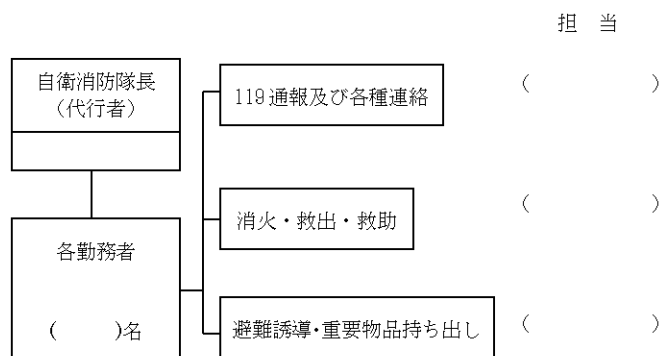 担　当
自衛消防隊長
（代行者）
119通報及び各種連絡
（　　　　　　）
消火・救出・救助
（　　　　　　）
各勤務者
(　　　)名
避難誘導・重要物品持ち出し
（　　　　　　）